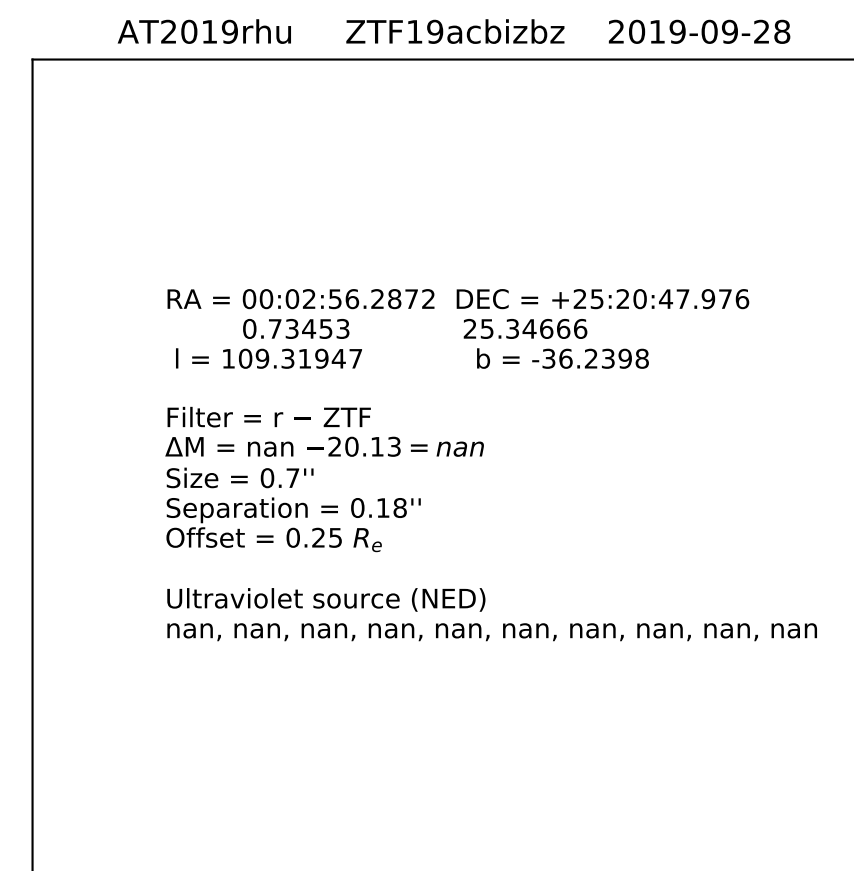 AT2019rhu ZTF19acbizbz 2019-09-28
RA = 00:02:56.2872 DEC = +25:20:47.976
0.73453 25.34666
l = 109.31947 b = -36.2398
Filter = r − ZTF
ΔM = nan −20.13 = nan
Size = 0.7''
Separation = 0.18''
Offset = 0.25 Re
Ultraviolet source (NED)
nan, nan, nan, nan, nan, nan, nan, nan, nan, nan